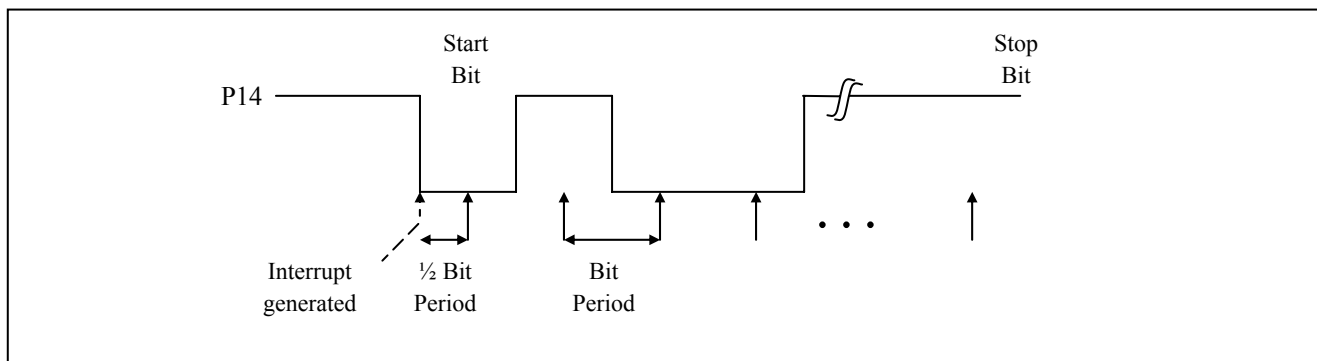 Start
Bit
Stop
Bit
P14
. . .
Interrupt
generated
½ Bit
Period
Bit
Period